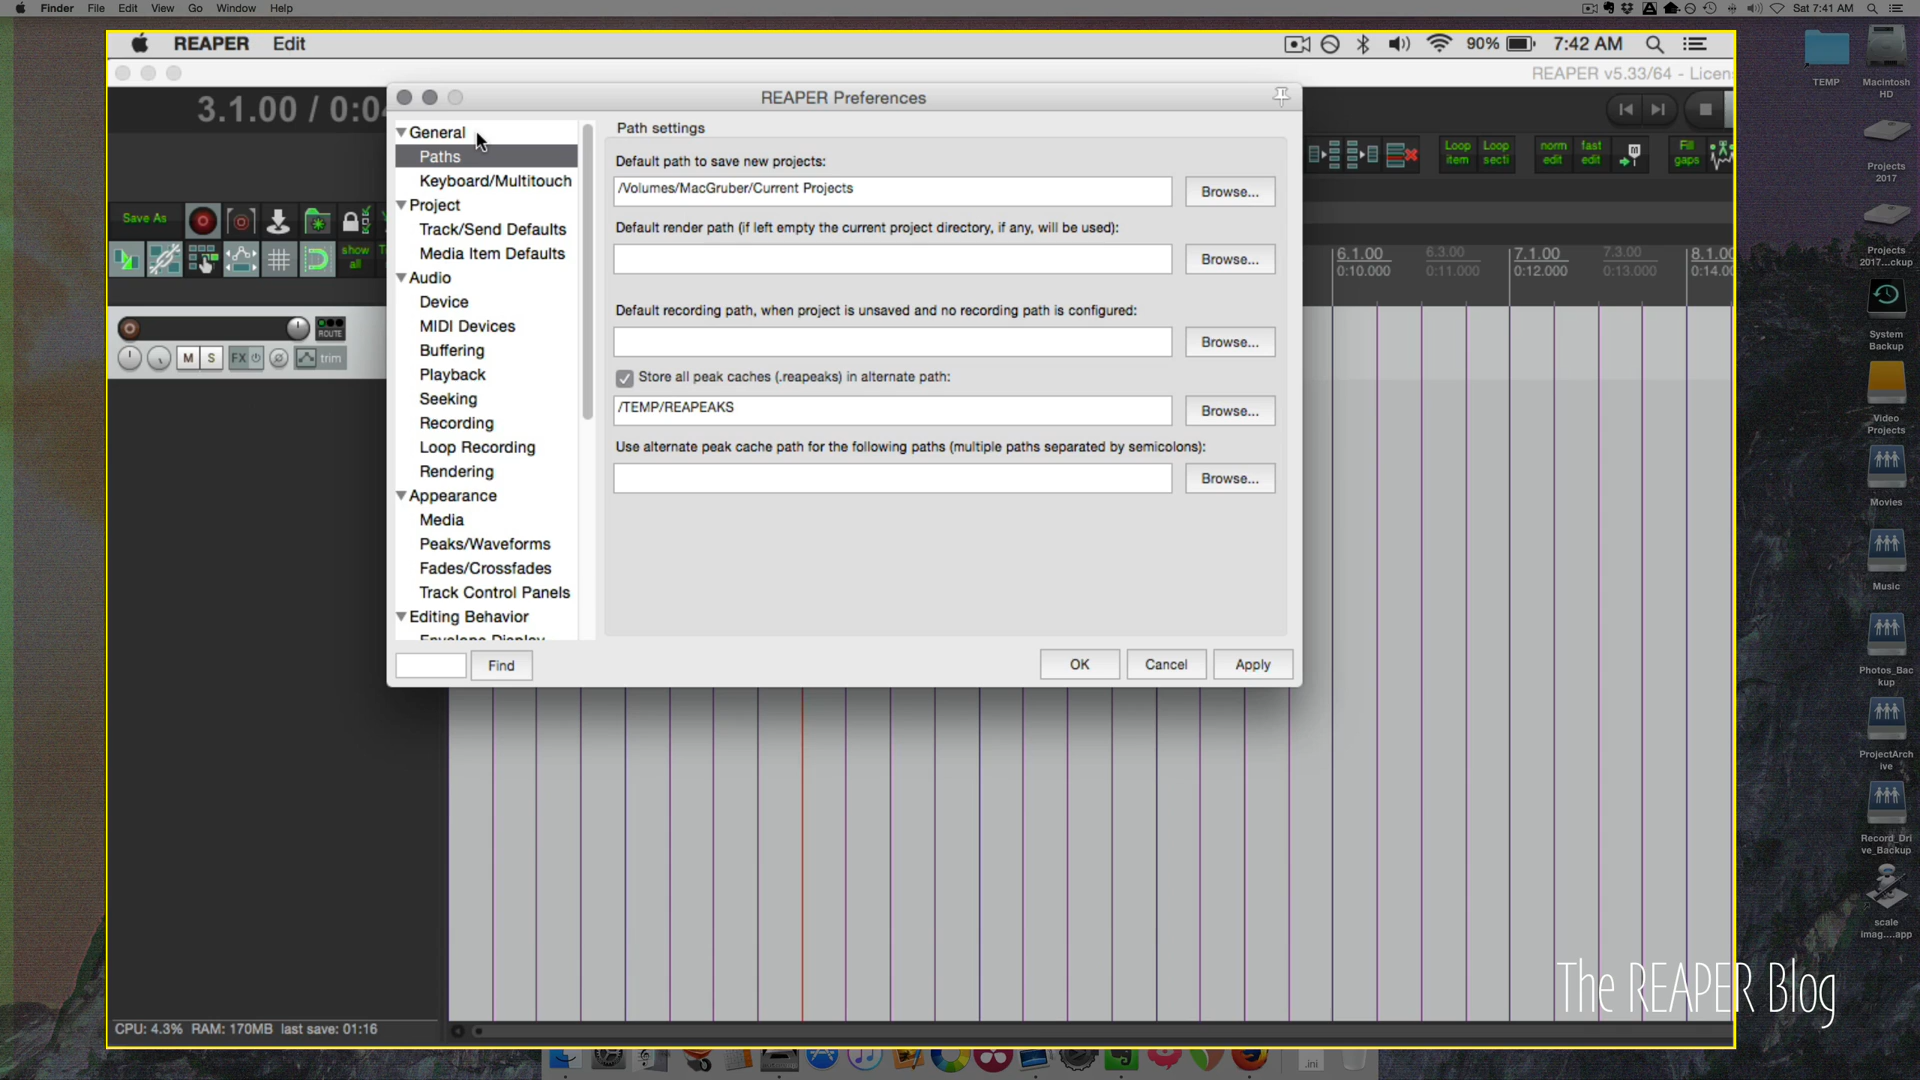 Finder File Edit View Go Window Help
Sat 7:41 AM
REAPER Edit
90% 7:42 AM
REAPER v5.33/64 - Licen
3.1.00 / 0:0
REAPER Preferences
General
Paths
Keyboard/Multitouch
Project
Track/Send Defaults
Media Item Defaults
Audio
Device
MIDI Devices
Buffering
Playback
Seeking
Recording
Loop Recording
Rendering
Appearance
Media
Peaks/Waveforms
Fades/Crossfades
Track Control Panels
Editing Behavior
Envelope Display
Find
Path settings
Default path to save new projects:
/Volumes/MacGruber/Current Projects
Browse...
Default render path (if left empty the current project directory, if any, will be used):
Browse...
Default recording path, when project is unsaved and no recording path is configured:
Browse...
Store all peak caches (.reapeaks) in alternate path:
/TEMP/REAPEAKS
Browse...
Use alternate peak cache path for the following paths (multiple paths separated by semicolons):
Browse...
OK Cancel Apply
Save As
show
all
ROUTE
M S FX trim
Loop
item
Loop
secti
norm
edit
fast
edit
Fill
gaps
6.1.00
0:10.000
6.3.00
0:11.000
7.1.00
0:12.000
7.3.00
0:13.000
8.1.00
0:14.00
CPU: 4.3% RAM: 170MB last save: 01:16
TEMP
Macintosh
HD
Projects
2017
Projects
2017...ckup
System
Backup
Video
Projects
Movies
Music
Photos_Bac
kup
ProjectArch
ive
Record_Dri
ve_Backup
scale
imag....app
.ini
The REAPER Blog